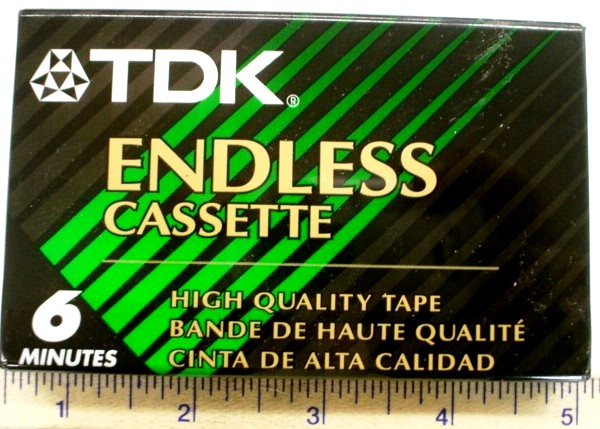 TDK®
ENDLESS
CASSETTE
6
MINUTES
HIGH QUALITY TAPE
BANDE DE HAUTE QUALITÉ
CINTA DE ALTA CALIDAD
1 2 3 4 5